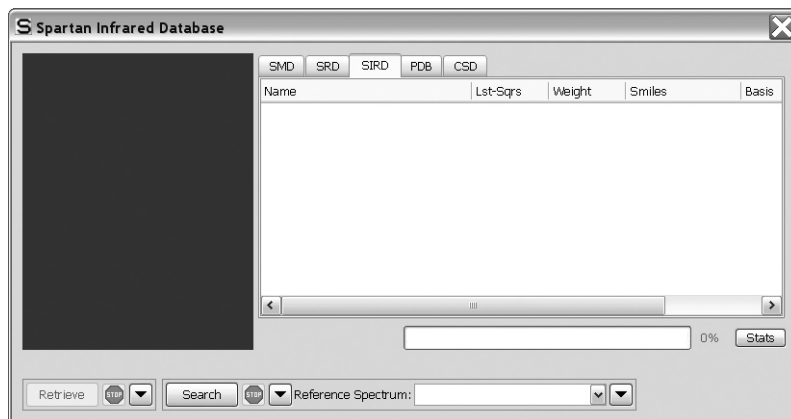 S Spartan Infrared Database
SMD SRD SIRD PDB CSD
Name Lst-Sqrs Weight Smiles Basis
0% Stats
Retrieve STOP Search STOP Reference Spectrum: